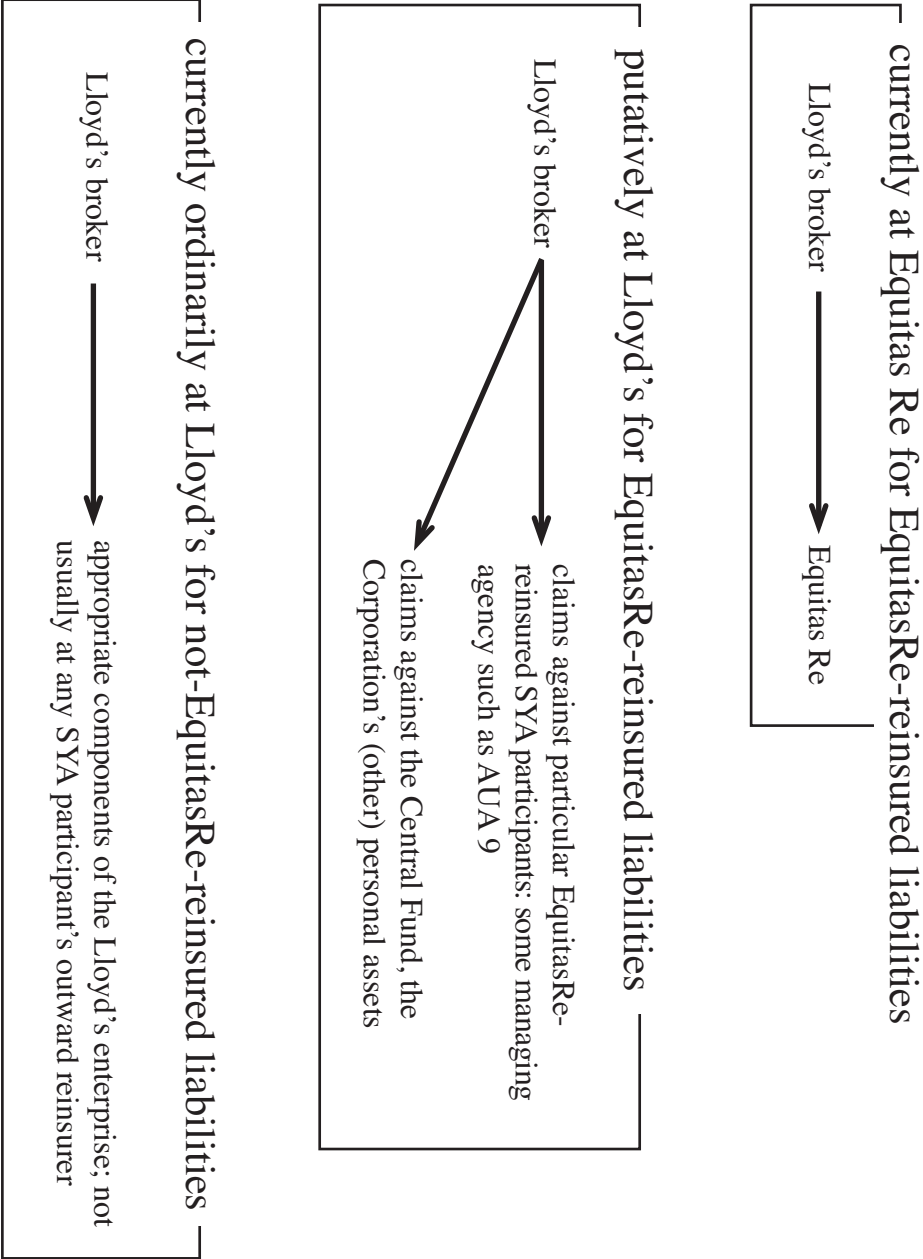 currently at Equitas Re for EquitasRe-reinsured liabilities
Lloyd's broker
Equitas Re
putatively at Lloyd's for EquitasRe-reinsured liabilities
Lloyd's broker
claims against particular EquitasRe-
reinsured SYA participants: some managing
agency such as AUA 9
claims against the Central Fund, the
Corporation's (other) personal assets
currently ordinarily at Lloyd's for not-EquitasRe-reinsured liabilities
Lloyd's broker
appropriate components of the Lloyd's enterprise; not
usually at any SYA participant's outward reinsurer